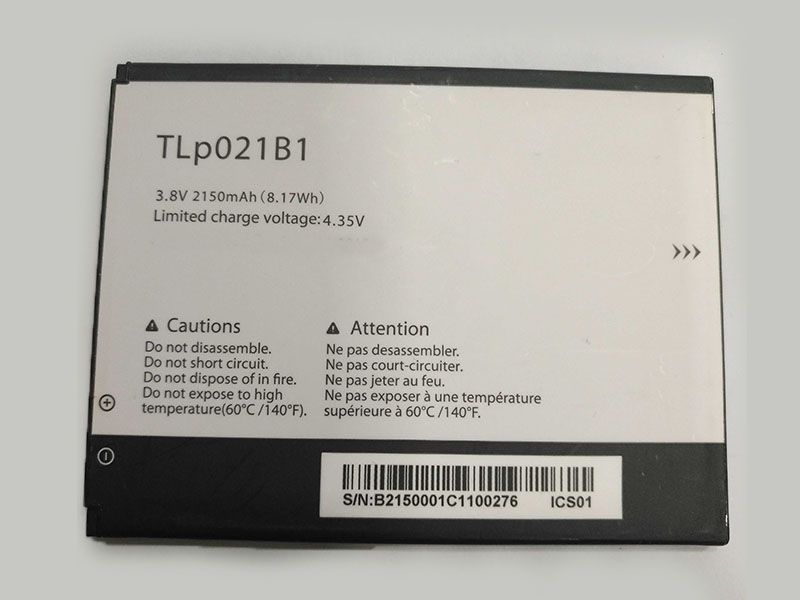 TLp021B1
3.8V 2150mAh (8.17Wh)
Limited charge voltage: 4.35V
Cautions
Do not disassemble.
Do not short circuit.
Do not dispose of in fire.
Do not expose to high
temperature(60°C /140°F).
Attention
Ne pas desassembler.
Ne pas court-circuiter.
Ne pas jeter au feu.
Ne pas exposer à une température
supérieure à 60°C /140°F.
S/N:B2150001C1100276 ICS01